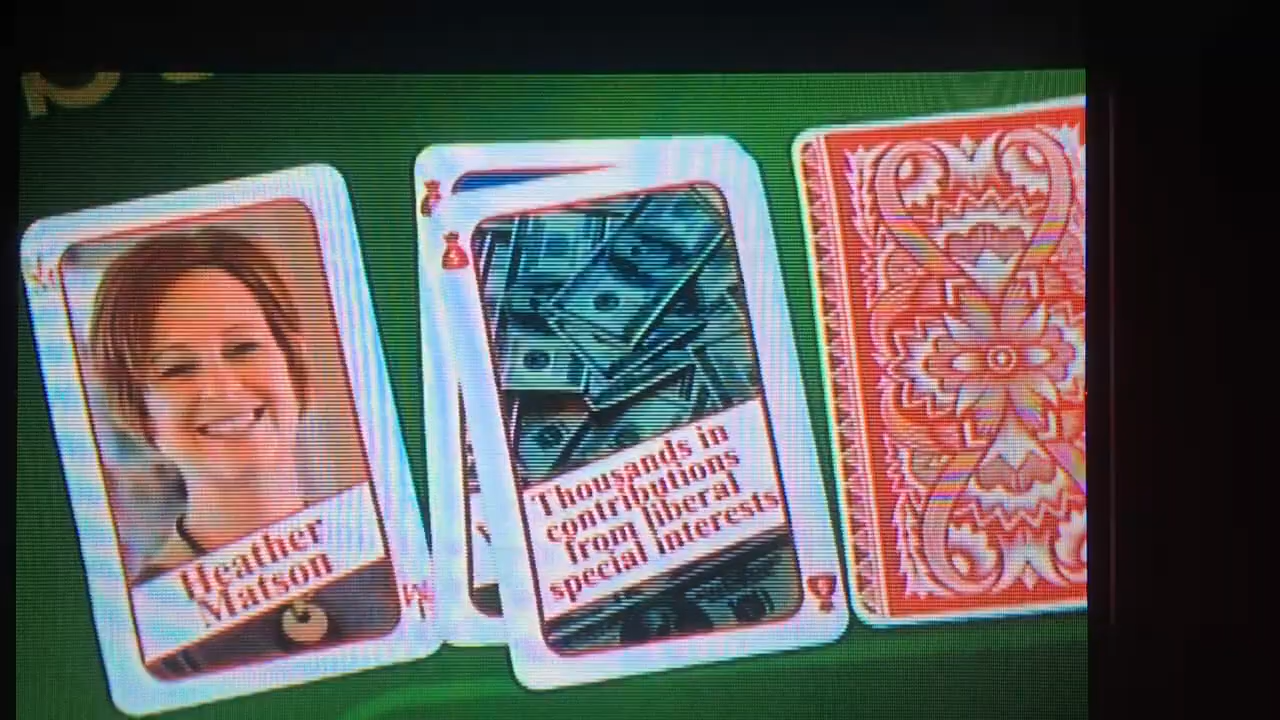 Heather
Matson
Thousands in
contributions
from liberal
special interests